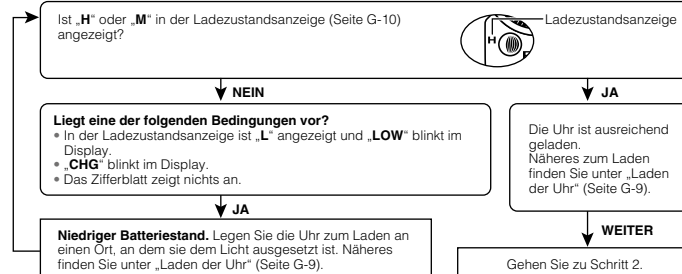 Ist „H“ oder „M“ in der Ladezustandsanzeige (Seite G-10)
angezeigt?
Ladezustandsanzeige
H
NEIN
JA
Liegt eine der folgenden Bedingungen vor?
• In der Ladezustandsanzeige ist „L“ angezeigt und „LOW“ blinkt im
Display.
• „CHG“ blinkt im Display.
• Das Zifferblatt zeigt nichts an.
Die Uhr ist ausreichend
geladen.
Näheres zum Laden
finden Sie unter „Laden
der Uhr“ (Seite G-9).
JA
WEITER
Niedriger Batteriestand. Legen Sie die Uhr zum Laden an
einen Ort, an dem sie dem Licht ausgesetzt ist. Näheres
finden Sie unter „Laden der Uhr“ (Seite G-9).
Gehen Sie zu Schritt 2.